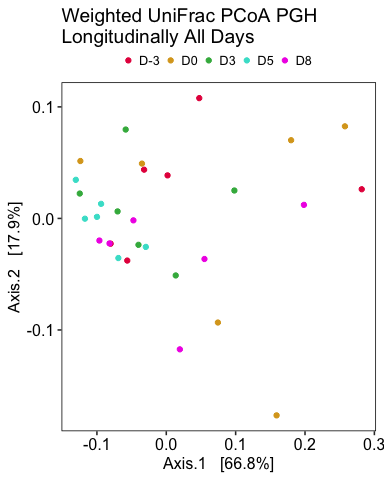 Weighted UniFrac PCoA PGH
Longitudinally All Days
D-3 D0 D3 D5 D8
0.1
0.0
-0.1
Axis.2 [17.9%]
-0.1 0.0 0.1 0.2 0.3
Axis.1 [66.8%]